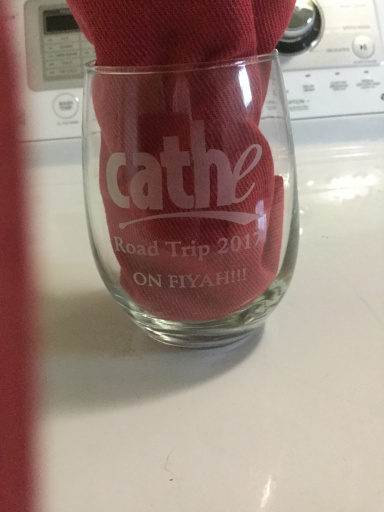 cathe
Road Trip 2017
ON FIYAH!!!